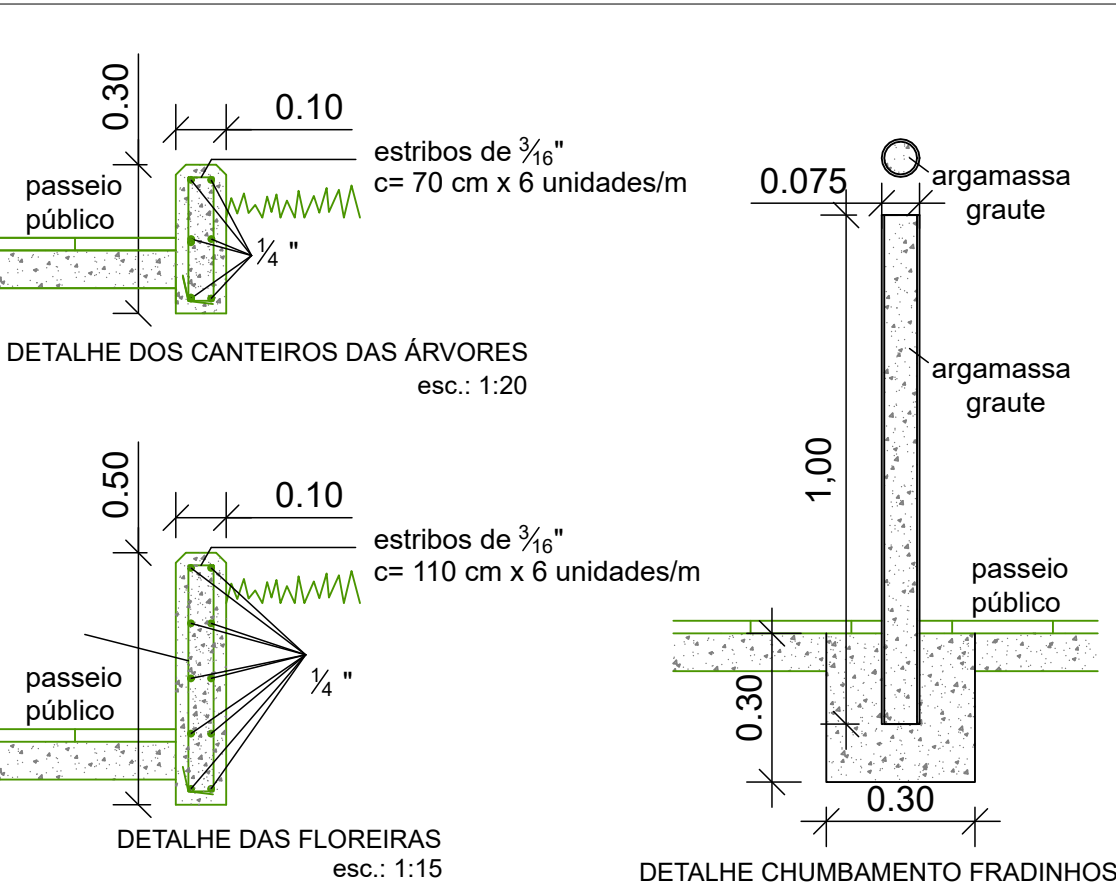 0.30
0.10
estribos de 3⁄16"
c= 70 cm x 6 unidades/m
passeio
público
1⁄4 "
DETALHE DOS CANTEIROS DAS ÁRVORES
esc.: 1:20
0.50
0.10
estribos de 3⁄16"
c= 110 cm x 6 unidades/m
passeio
público
1⁄4 "
DETALHE DAS FLOREIRAS
esc.: 1:15
0.075
argamassa
graute
argamassa
graute
1,00
passeio
público
0.30
0.30
DETALHE CHUMBAMENTO FRADINHOS